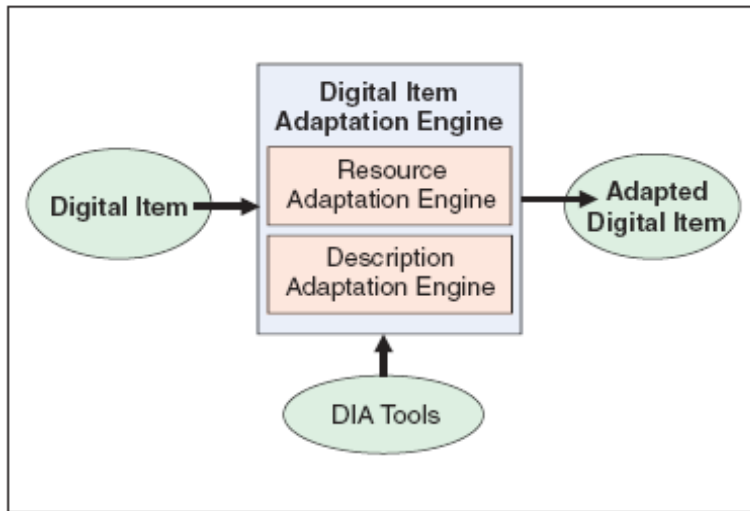 Digital Item
Adaptation Engine
Resource
Adaptation Engine
Digital Item
Adapted
Digital Item
Description
Adaptation Engine
DIA Tools